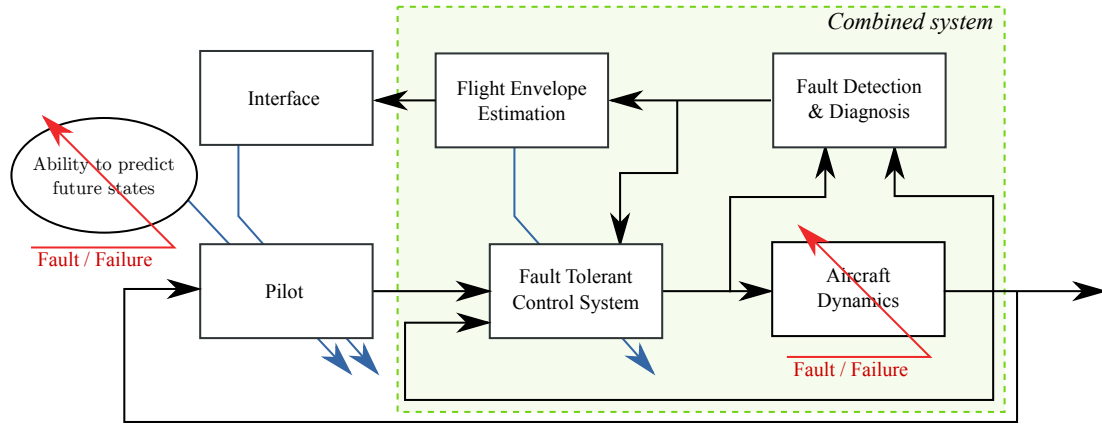 Combined system
Interface
Flight Envelope
Estimation
Fault Detection
& Diagnosis
Ability to predict
future states
Fault / Failure
Pilot
Fault Tolerant
Control System
Aircraft
Dynamics
Fault / Failure